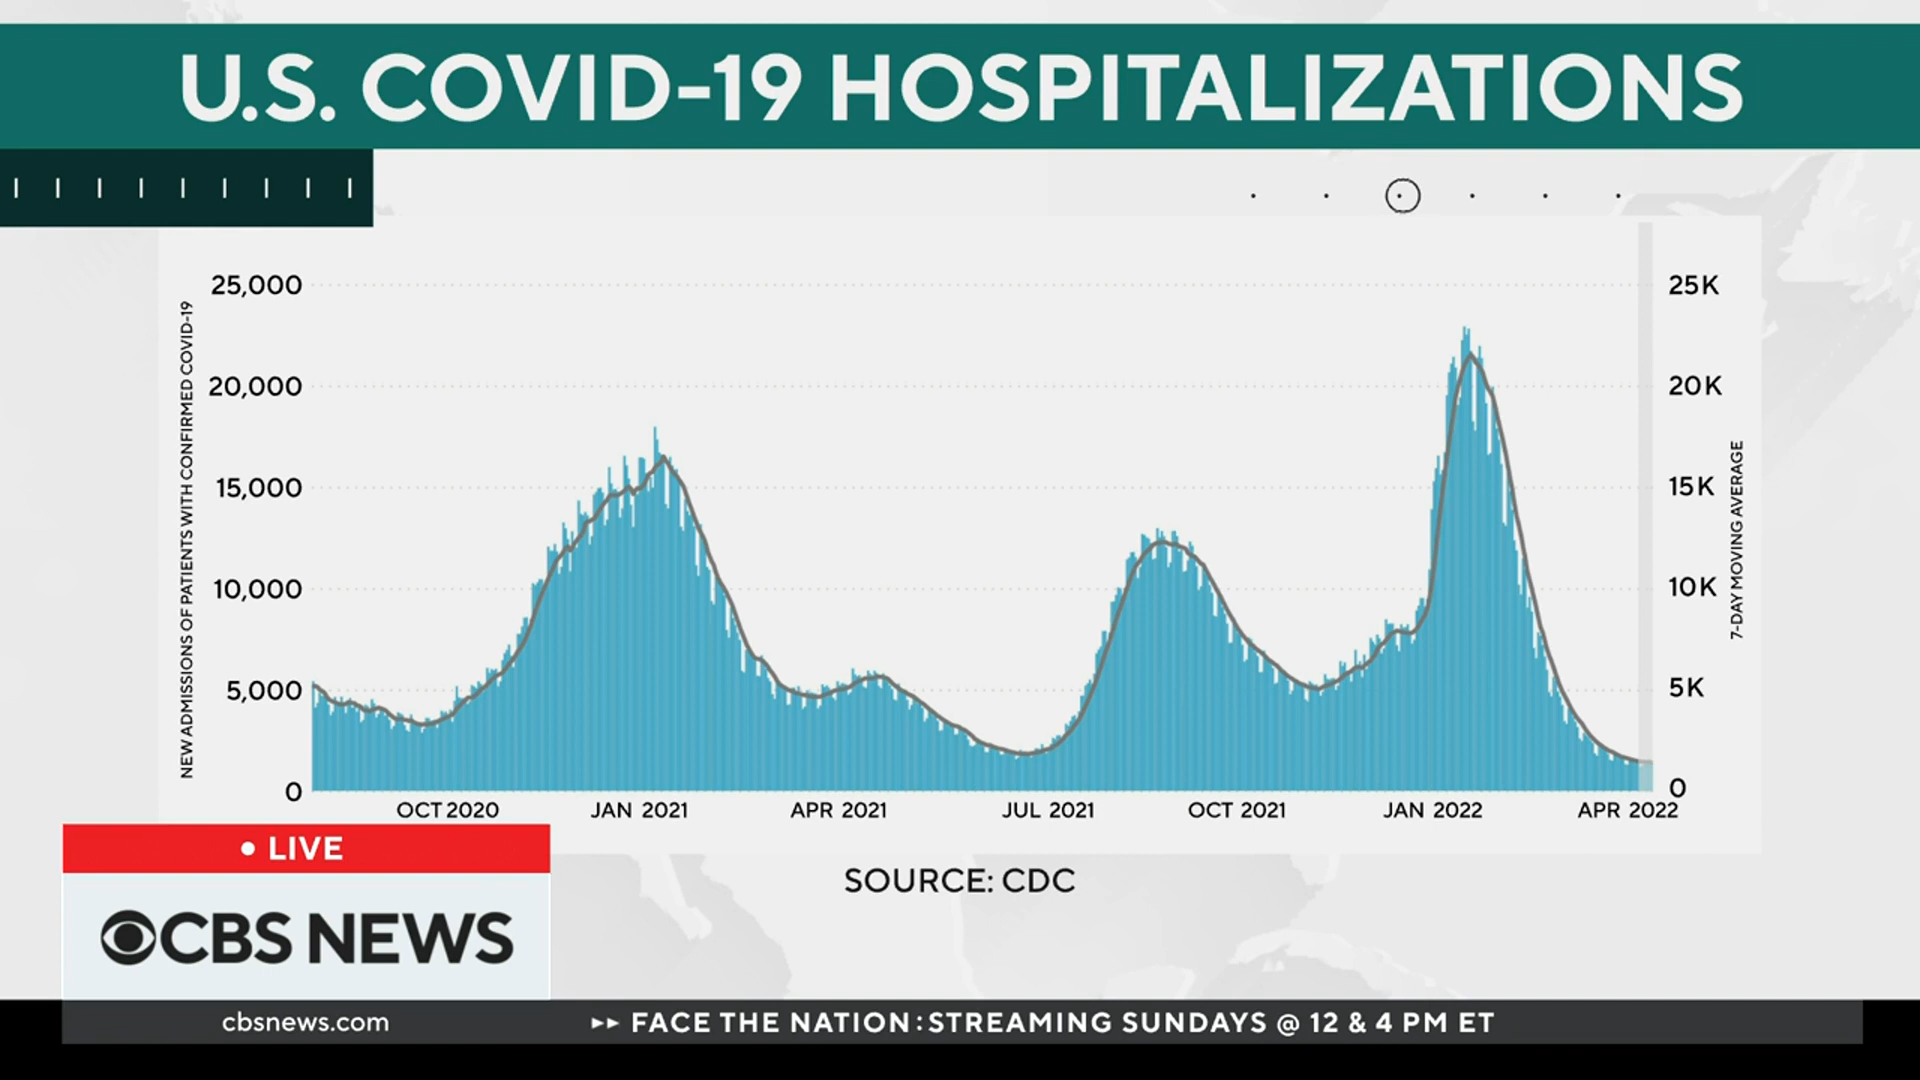 U.S. COVID-19 HOSPITALIZATIONS
NEW ADMISSIONS OF PATIENTS WITH CONFIRMED COVID-19
25,000
20,000
15,000
10,000
5,000
0
25K
20K
15K
10K
5K
0
7-DAY MOVING AVERAGE
OCT 2020 JAN 2021 APR 2021 JUL 2021 OCT 2021 JAN 2022 APR 2022
SOURCE: CDC
LIVE
CBS NEWS
cbsnews.com
FACE THE NATION: STREAMING SUNDAYS @ 12 & 4 PM ET